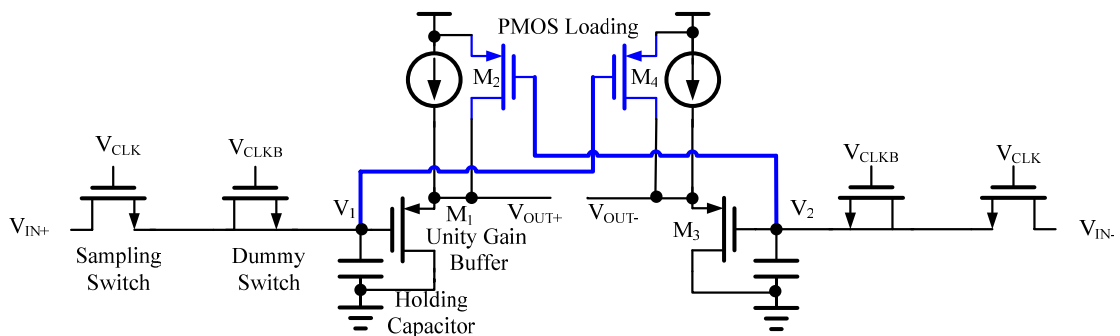 PMOS Loading
M2
M4
VCLK
VCLKB
VCLKB
VCLK
V1
V2
VIN+
M1
VOUT+
VOUT-
M3
VIN-
Sampling
Switch
Dummy
Switch
Unity Gain
Buffer
Holding
Capacitor